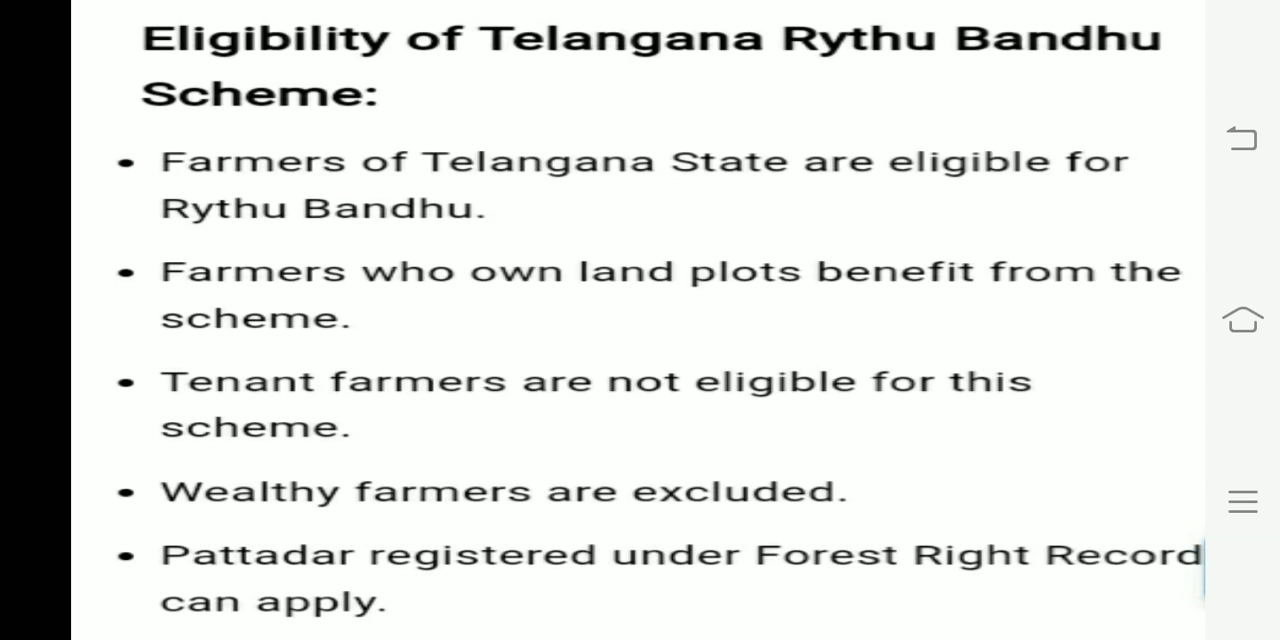 Eligibility of Telangana Rythu Bandhu
Scheme:
• Farmers of Telangana State are eligible for
Rythu Bandhu.
• Farmers who own land plots benefit from the
scheme.
• Tenant farmers are not eligible for this
scheme.
• Wealthy farmers are excluded.
• Pattadar registered under Forest Right Record
can apply.